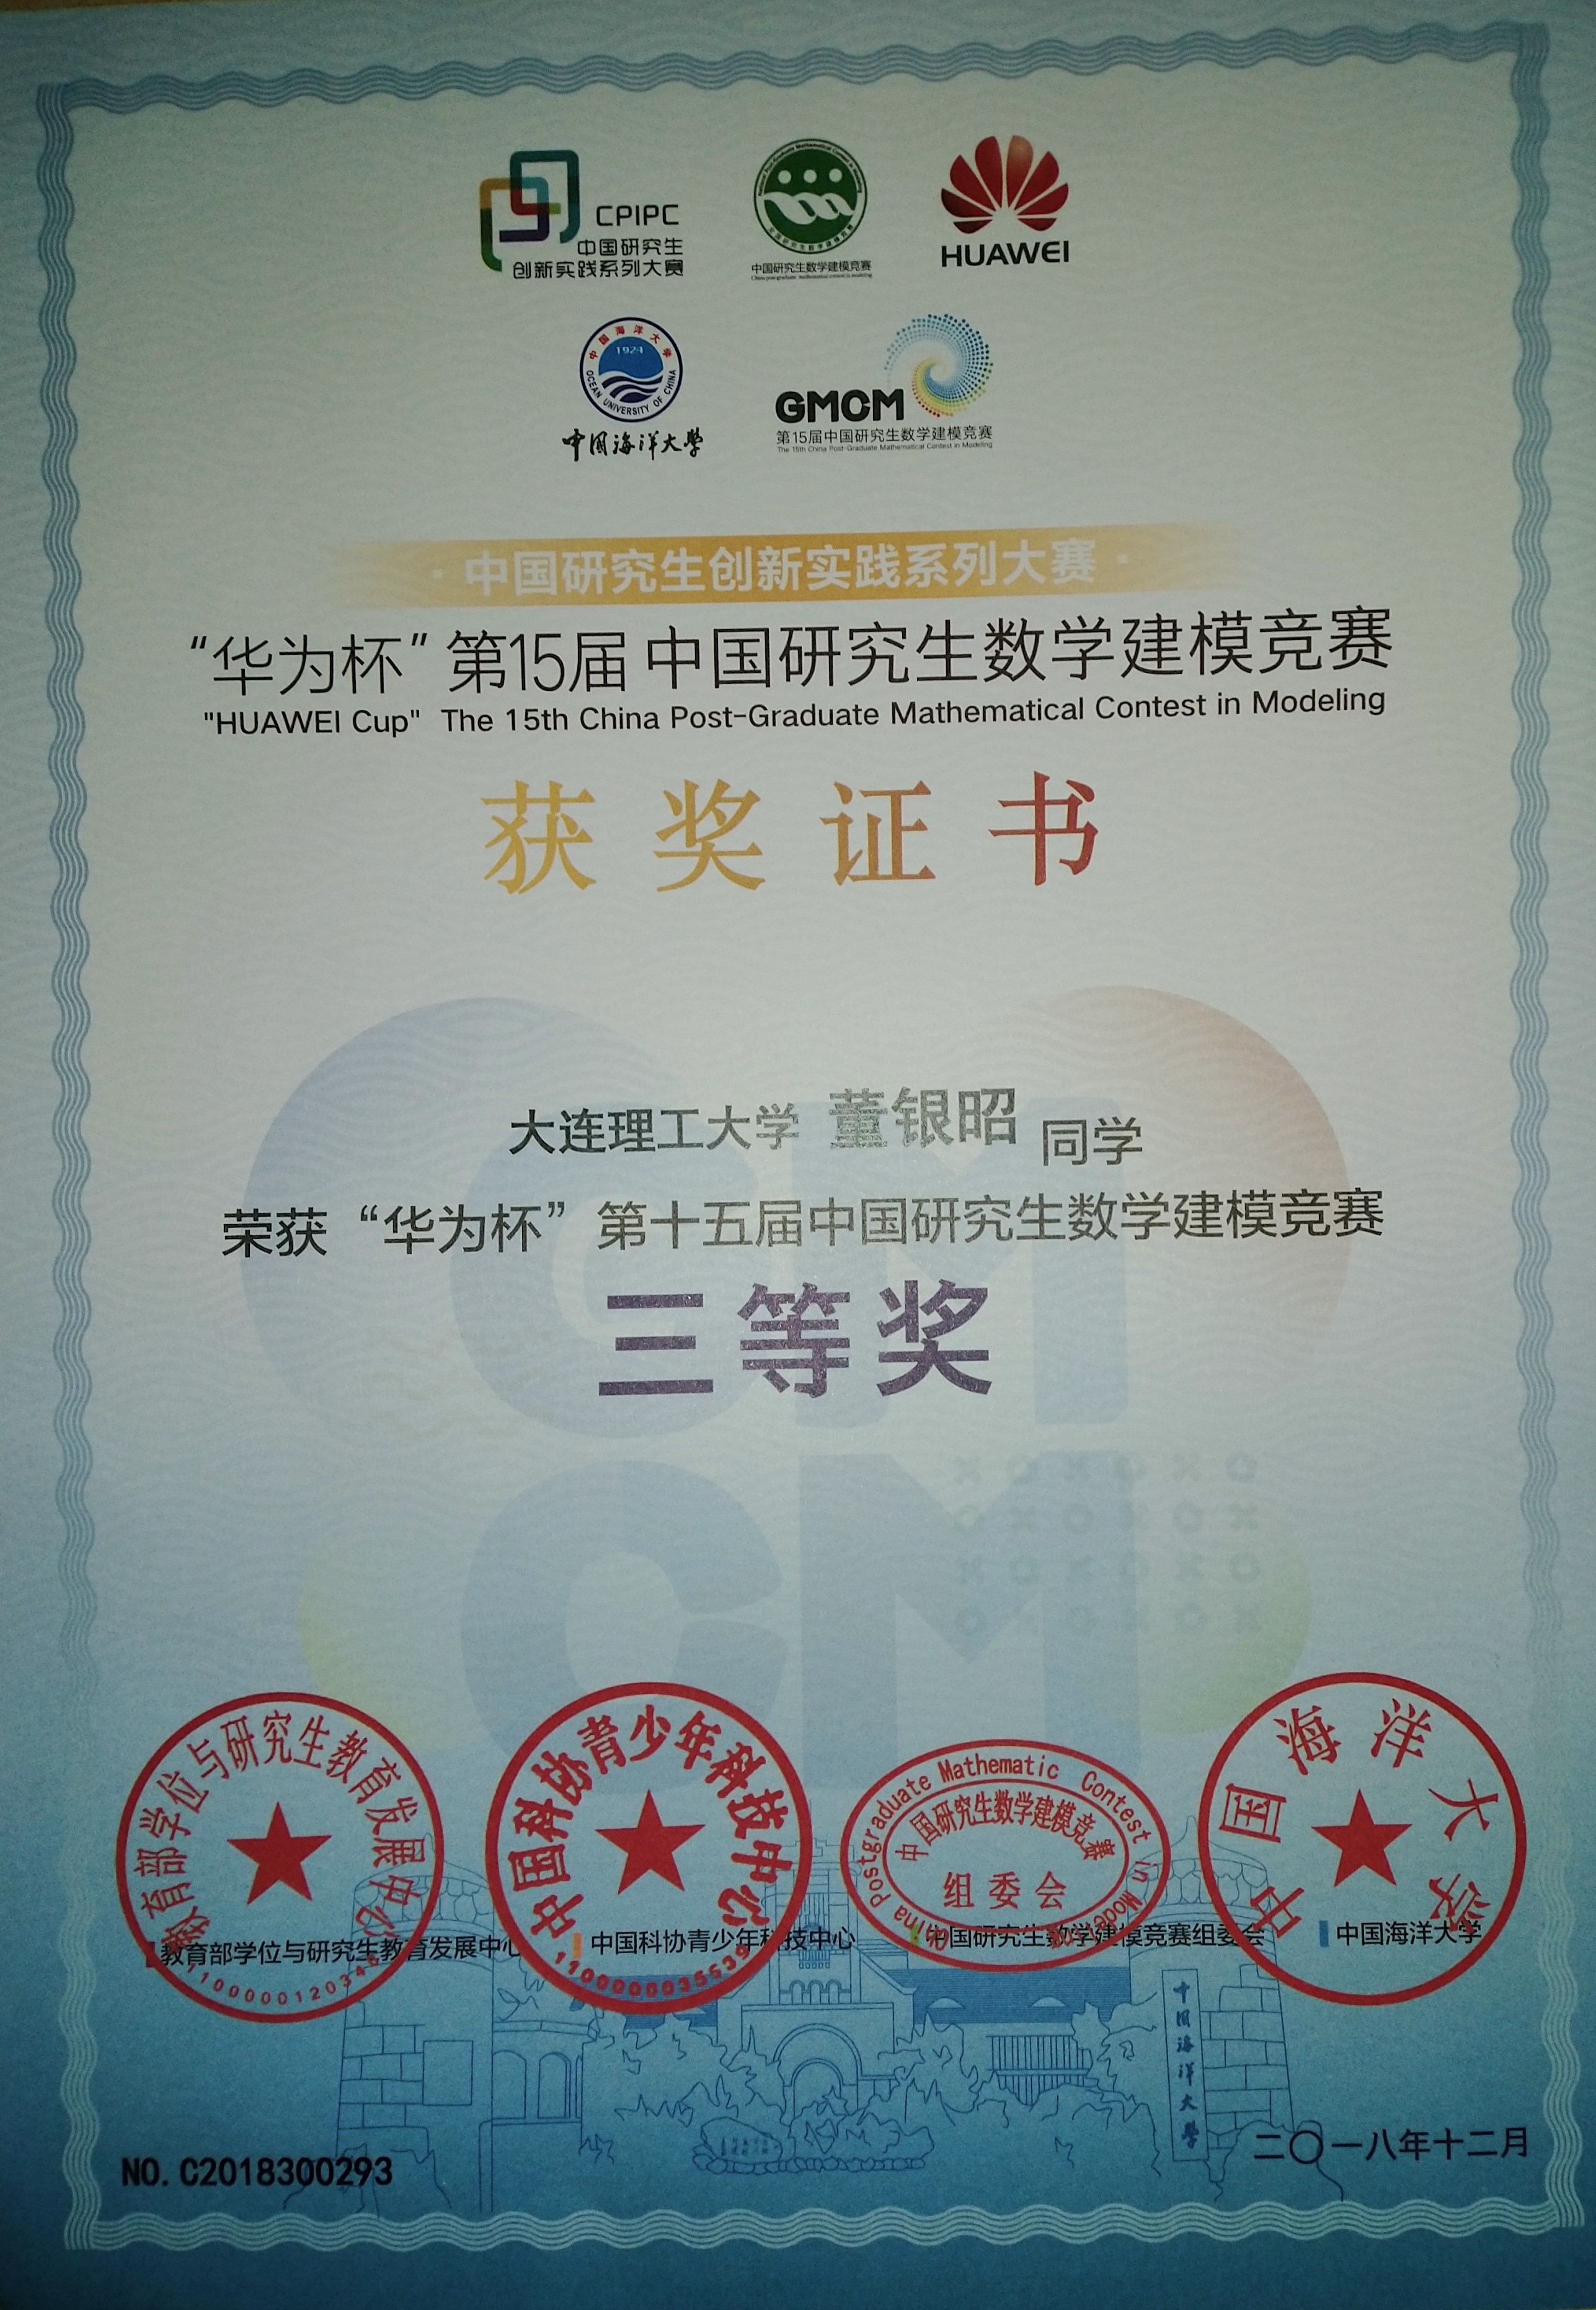 CPIPC
中国研究生
创新实践系列大赛
中国研究生数学建模竞赛
HUAWEI
中国海洋大学
1924
OCEAN UNIVERSITY OF CHINA
中国海洋大学
GMCM
第15届中国研究生数学建模竞赛
The 15th China Post-Graduate Mathematical Contest in Modeling
·中国研究生创新实践系列大赛·
“华为杯”第15届中国研究生数学建模竞赛
"HUAWEI Cup" The 15th China Post-Graduate Mathematical Contest in Modeling
获奖证书
大连理工大学 董银昭 同学
荣获“华为杯”第十五届中国研究生数学建模竞赛
三等奖
GM
CM
教育部学位与研究生教育发展中心
中国科协青少年科技中心
1100000035539
Postgraduate Mathematic Contest in
中国研究生数学建模竞赛
组委会
中国海洋大学
教育部学位与研究生教育发展中心
中国科协青少年科技中心
中国研究生数学建模竞赛组委会
中国海洋大学
中国海洋大学
NO. C2018300293
二〇一八年十二月